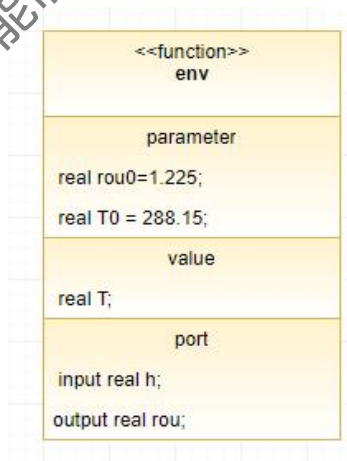 <<function>>
env
parameter
real rou0=1.225;
real T0 = 288.15;
value
real T;
port
input real h;
output real rou;